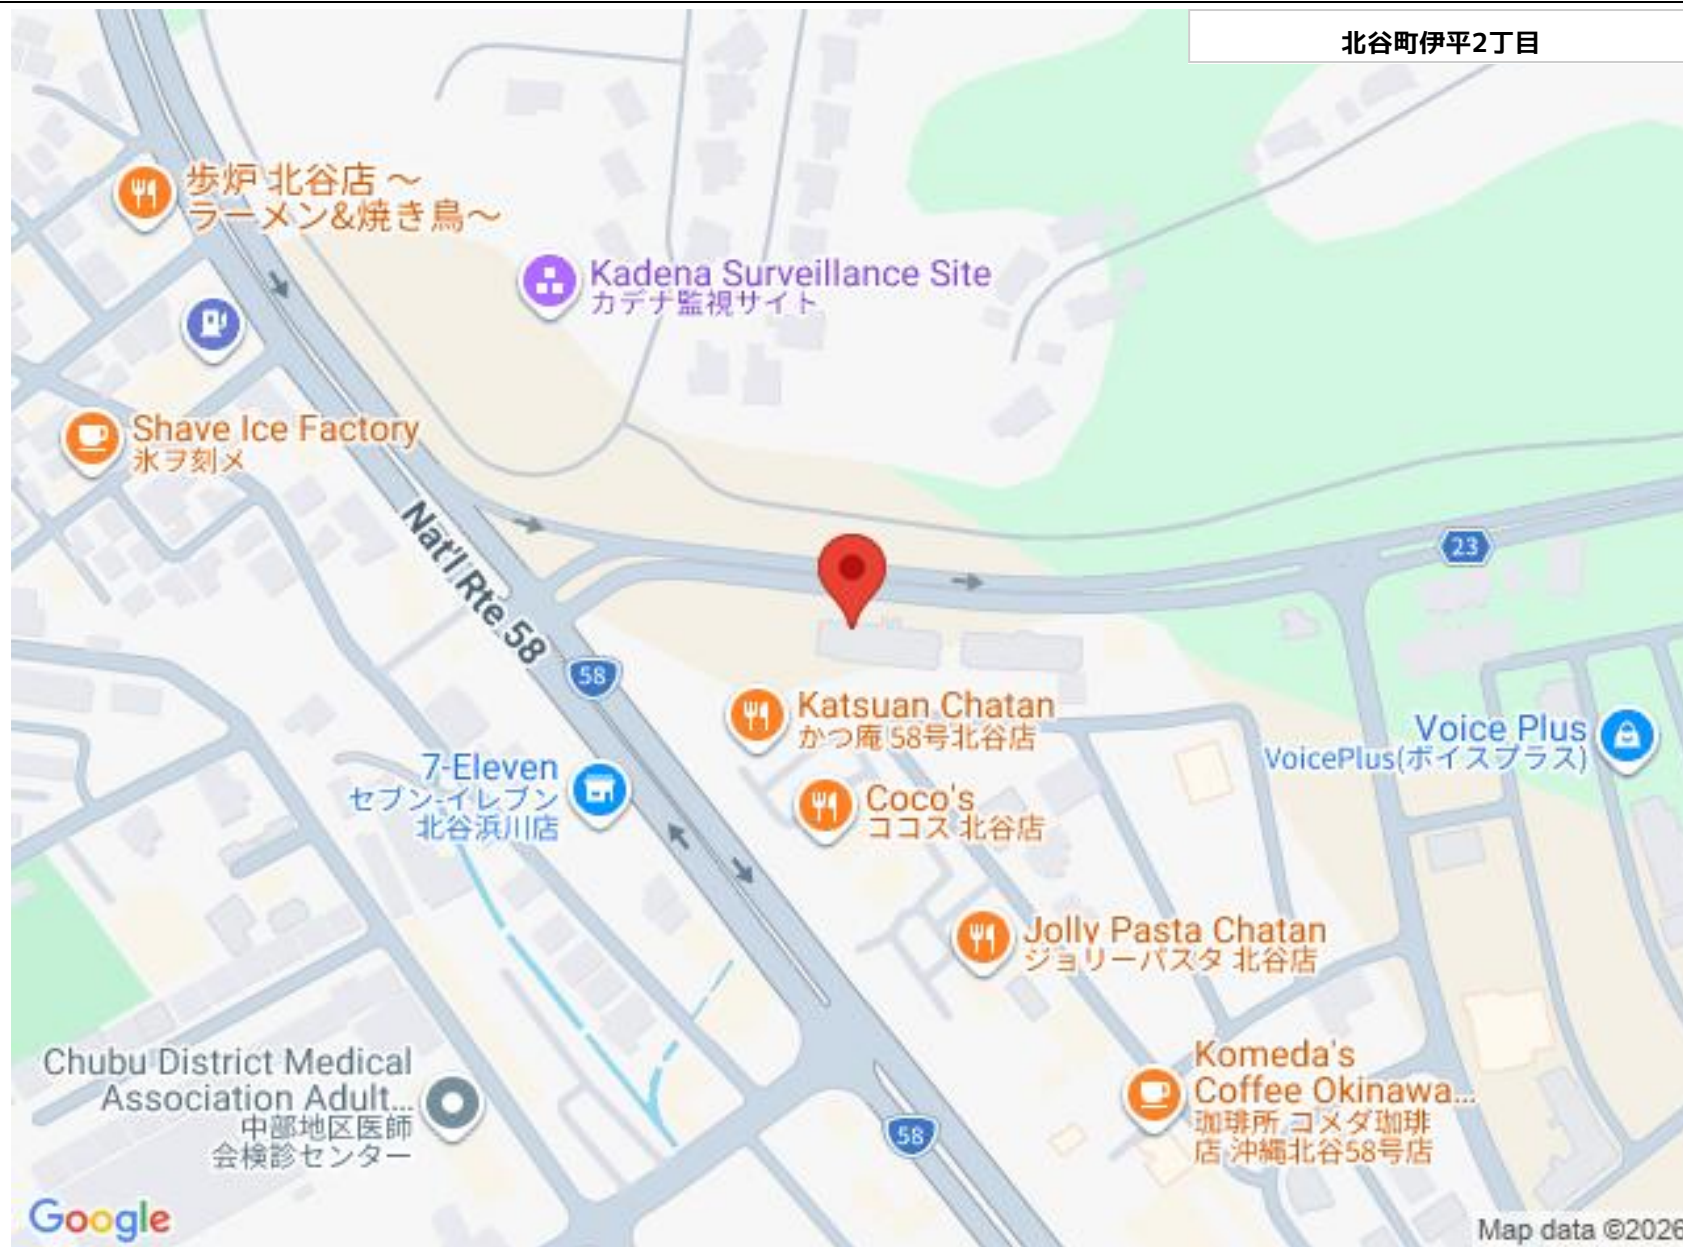 北谷町伊平2丁目
歩炉 北谷店 ～
ラーメン&焼き鳥～
Kadena Surveillance Site
カデナ監視サイト
Shave Ice Factory
氷ヲ刻メ
Nat'l Rte 58
23
58
Katsuan Chatan
かつ庵 58号北谷店
Voice Plus
VoicePlus(ボイスプラス)
7-Eleven
セブン-イレブン
北谷浜川店
Coco's
ココス 北谷店
Jolly Pasta Chatan
ジョリーパスタ 北谷店
Chubu District Medical
Association Adult...
中部地区医師
会検診センター
Komeda's
Coffee Okinawa...
珈琲所 コメダ珈琲
店 沖縄北谷58号店
58
Google
Map data ©2026